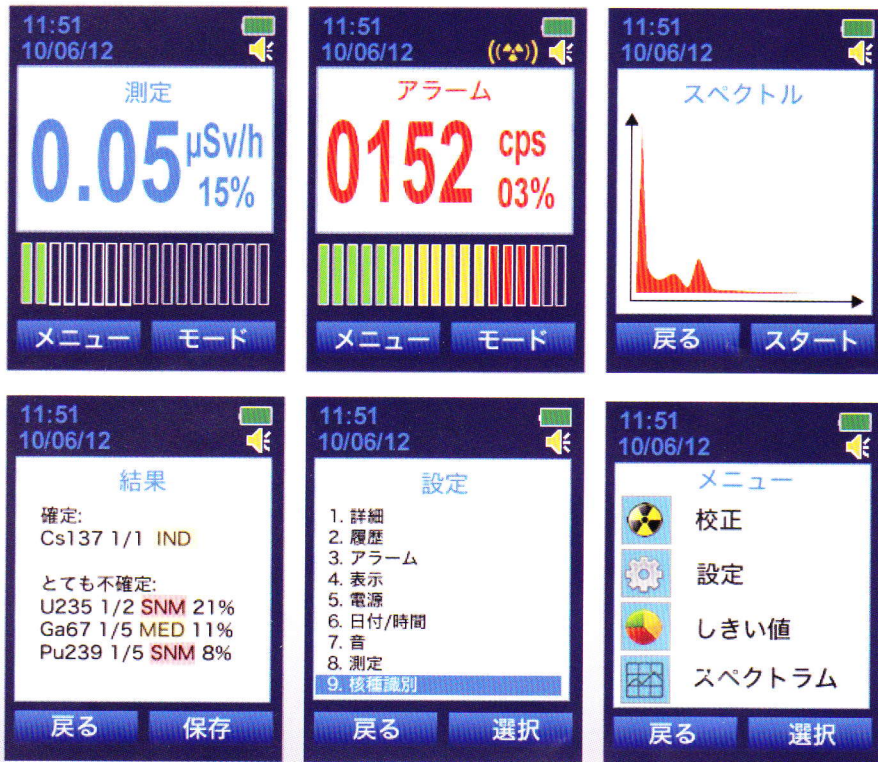 11:51
10/06/12
測定
0.05 μSv/h
15%
メニュー モード
11:51
10/06/12
アラーム
0152 cps
03%
メニュー モード
11:51
10/06/12
スペクトル
戻る スタート
11:51
10/06/12
結果
確定:
Cs137 1/1 IND
とても不確定:
U235 1/2 SNM 21%
Ga67 1/5 MED 11%
Pu239 1/5 SNM 8%
戻る 保存
11:51
10/06/12
設定
1. 詳細
2. 履歴
3. アラーム
4. 表示
5. 電源
6. 日付/時間
7. 音
8. 測定
9. 核種識別
戻る 選択
11:51
10/06/12
メニュー
校正
設定
しきい値
スペクトラム
戻る 選択